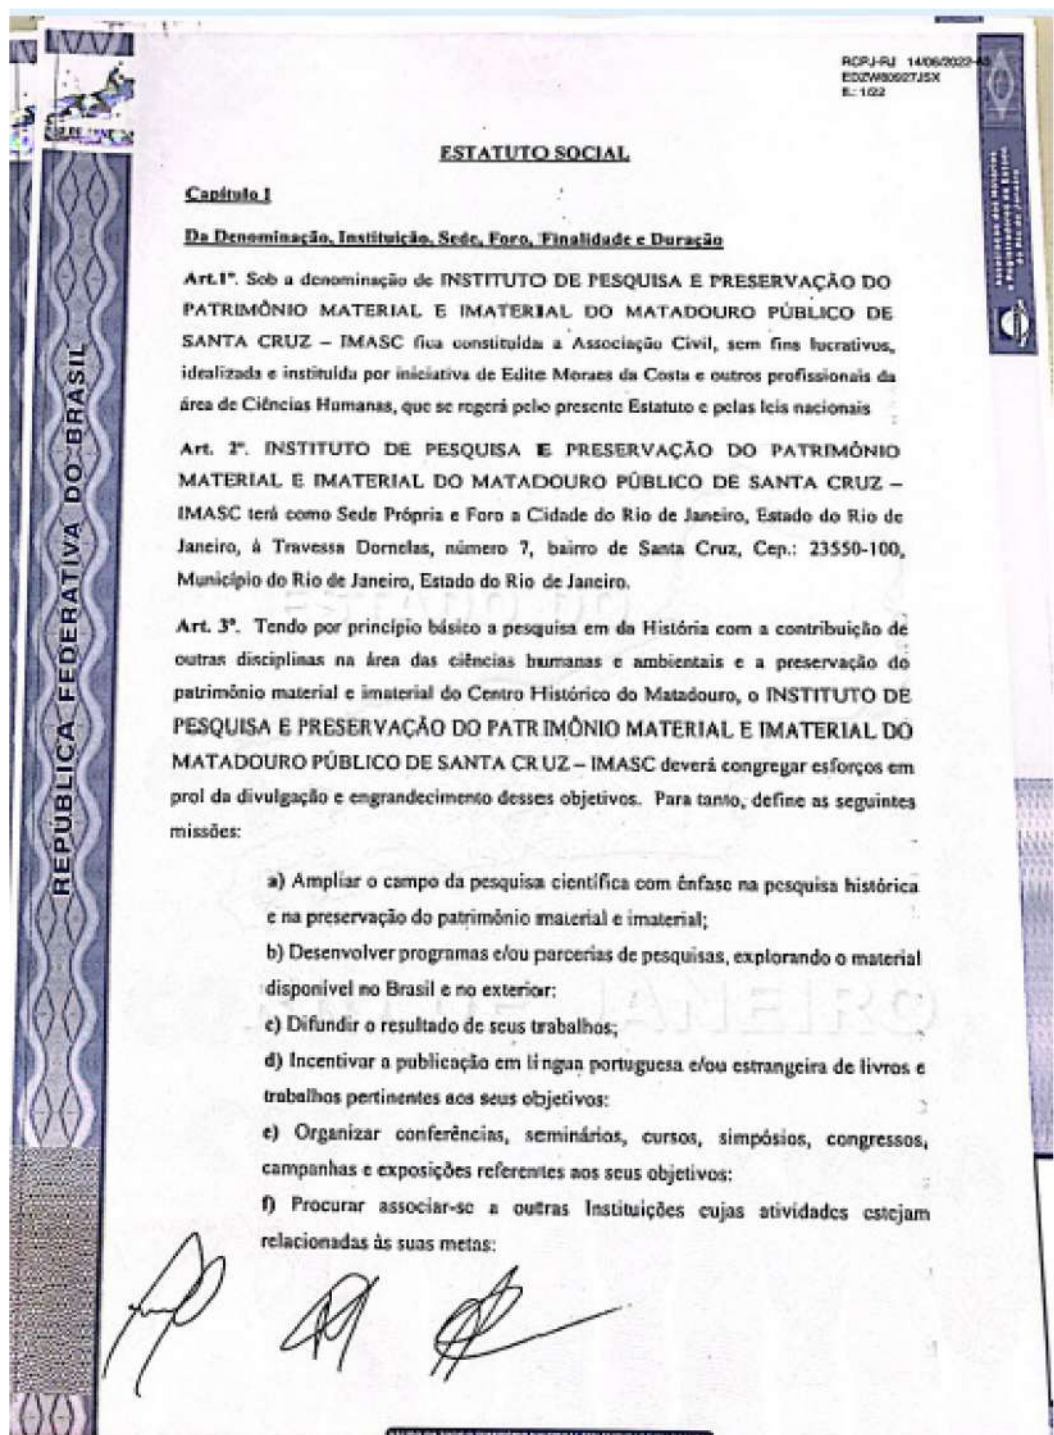 RCPJ-RJ 14/06/2022-
EDZW80927JSX
E.: 1/22
ESTATUTO SOCIAL
Capítulo I
Da Denominação, Instituição, Sede, Foro, Finalidade e Duração
Art.1º. Sob a denominação de INSTITUTO DE PESQUISA E PRESERVAÇÃO DO
PATRIMÔNIO MATERIAL E IMATERIAL DO MATADOURO PÚBLICO DE
SANTA CRUZ – IMASC fica constituída a Associação Civil, sem fins lucrativos,
idealizada e instituída por iniciativa de Edite Moraes da Costa e outros profissionais da
área de Ciências Humanas, que se regerá pelo presente Estatuto e pelas leis nacionais
Art. 2º. INSTITUTO DE PESQUISA E PRESERVAÇÃO DO PATRIMÔNIO
MATERIAL E IMATERIAL DO MATADOURO PÚBLICO DE SANTA CRUZ –
IMASC terá como Sede Própria e Foro a Cidade do Rio de Janeiro, Estado do Rio de
Janeiro, à Travessa Dornelas, número 7, bairro de Santa Cruz, Cep.: 23550-100,
Município do Rio de Janeiro, Estado do Rio de Janeiro.
Art. 3º. Tendo por princípio básico a pesquisa em da História com a contribuição de
outras disciplinas na área das ciências humanas e ambientais e a preservação do
patrimônio material e imaterial do Centro Histórico do Matadouro, o INSTITUTO DE
PESQUISA E PRESERVAÇÃO DO PATRIMÔNIO MATERIAL E IMATERIAL DO
MATADOURO PÚBLICO DE SANTA CRUZ – IMASC deverá congregar esforços em
prol da divulgação e engrandecimento desses objetivos. Para tanto, define as seguintes
missões:
a) Ampliar o campo da pesquisa científica com ênfase na pesquisa histórica
e na preservação do patrimônio material e imaterial;
b) Desenvolver programas e/ou parcerias de pesquisas, explorando o material
disponível no Brasil e no exterior:
c) Difundir o resultado de seus trabalhos;
d) Incentivar a publicação em língua portuguesa e/ou estrangeira de livros e
trabalhos pertinentes aos seus objetivos:
e) Organizar conferências, seminários, cursos, simpósios, congressos,
campanhas e exposições referentes aos seus objetivos:
f) Procurar associar-se a outras Instituições cujas atividades estejam
relacionadas às suas metas:
REPÚBLICA FEDERATIVA DO BRASIL
Associação dos Notários
e Registradores do Estado
do Rio de Janeiro